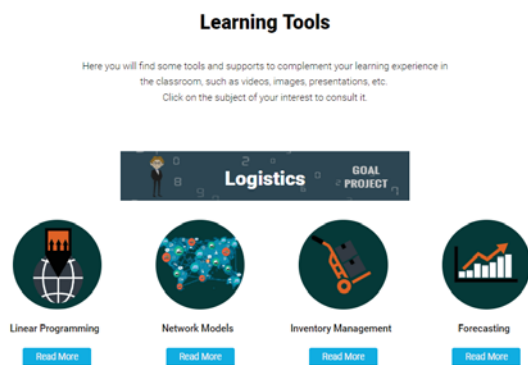 Learning Tools
Here you will find some tools and supports to complement your learning experience in
the classroom, such as videos, images, presentations, etc.
Click on the subject of your interest to consult it.
Logistics
GOAL
PROJECT
Linear Programming
Network Models
Inventory Management
Forecasting
Read More
Read More
Read More
Read More